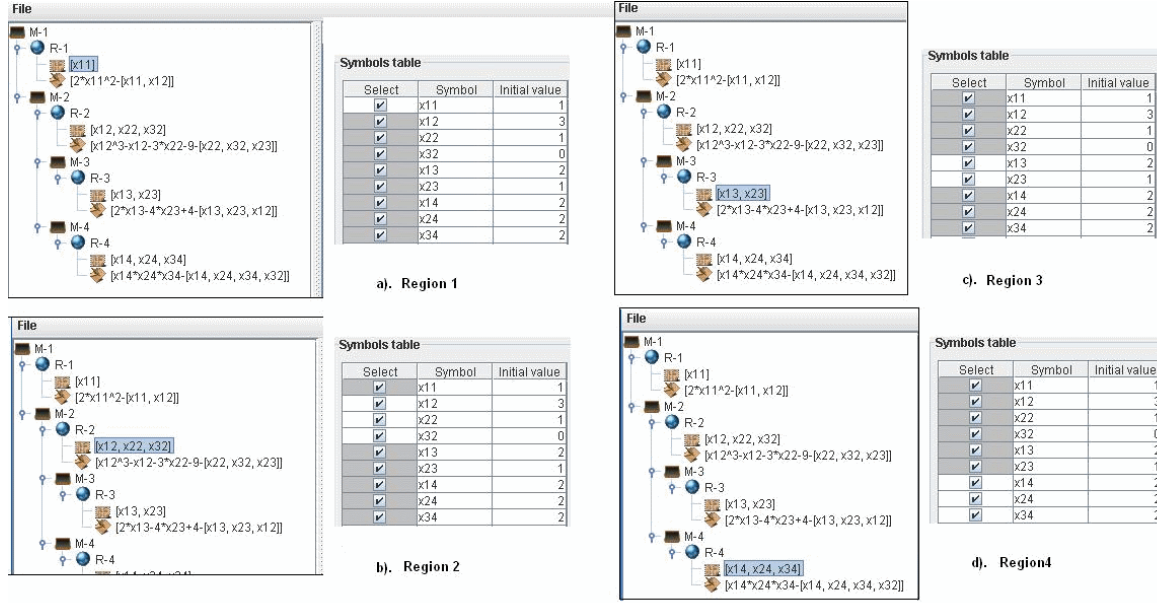 File
M-1
R-1
[x11]
[2*x11^2-[x11, x12]]
M-2
R-2
[x12, x22, x32]
[x12^3-x12-3*x22-9-[x22, x32, x23]]
M-3
R-3
[x13, x23]
[2*x13-4*x23+4-[x13, x23, x12]]
M-4
R-4
[x14, x24, x34]
[x14*x24*x34-[x14, x24, x34, x32]]
Symbols table
Select Symbol Initial value
x11 1
x12 3
x22 1
x32 0
x13 2
x23 1
x14 2
x24 2
x34 2
a). Region 1
File
M-1
R-1
[x11]
[2*x11^2-[x11, x12]]
M-2
R-2
[x12, x22, x32]
[x12^3-x12-3*x22-9-[x22, x32, x23]]
M-3
R-3
[x13, x23]
[2*x13-4*x23+4-[x13, x23, x12]]
M-4
R-4
[x14, x24, x34]
[x14*x24*x34-[x14, x24, x34, x32]]
Symbols table
Select Symbol Initial value
x11 1
x12 3
x22 1
x32 0
x13 2
x23 1
x14 2
x24 2
x34 2
c). Region 3
File
M-1
R-1
[x11]
[2*x11^2-[x11, x12]]
M-2
R-2
[x12, x22, x32]
[x12^3-x12-3*x22-9-[x22, x32, x23]]
M-3
R-3
[x13, x23]
[2*x13-4*x23+4-[x13, x23, x12]]
M-4
R-4
Symbols table
Select Symbol Initial value
x11 1
x12 3
x22 1
x32 0
x13 2
x23 1
x14 2
x24 2
x34 2
b). Region 2
File
M-1
R-1
[x11]
[2*x11^2-[x11, x12]]
M-2
R-2
[x12, x22, x32]
[x12^3-x12-3*x22-9-[x22, x32, x23]]
M-3
R-3
[x13, x23]
[2*x13-4*x23+4-[x13, x23, x12]]
M-4
R-4
[x14, x24, x34]
[x14*x24*x34-[x14, x24, x34, x32]]
Symbols table
Select Symbol Initial value
x11
x12
x22
x32
x13
x23
x14
x24
x34
d). Region4